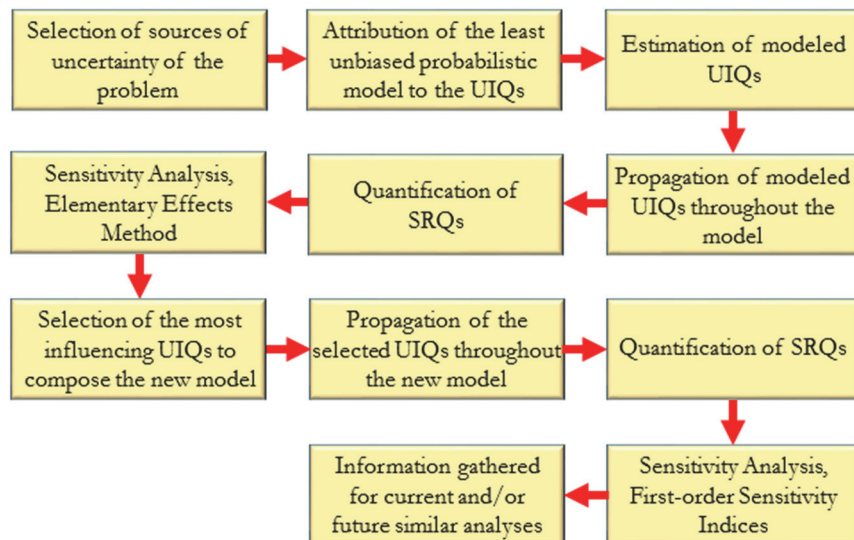 Selection of sources of
uncertainty of the
problem
Attribution of the least
unbiased probabilistic
model to the UIQs
Estimation of modeled
UIQs
Propagation of modeled
UIQs throughout the
model
Quantification of
SRQs
Sensitivity Analysis,
Elementary Effects
Method
Selection of the most
influencing UIQs to
compose the new model
Propagation of the
selected UIQs throughout
the new model
Quantification of SRQs
Sensitivity Analysis,
First-order Sensitivity
Indices
Information gathered
for current and/or
future similar analyses